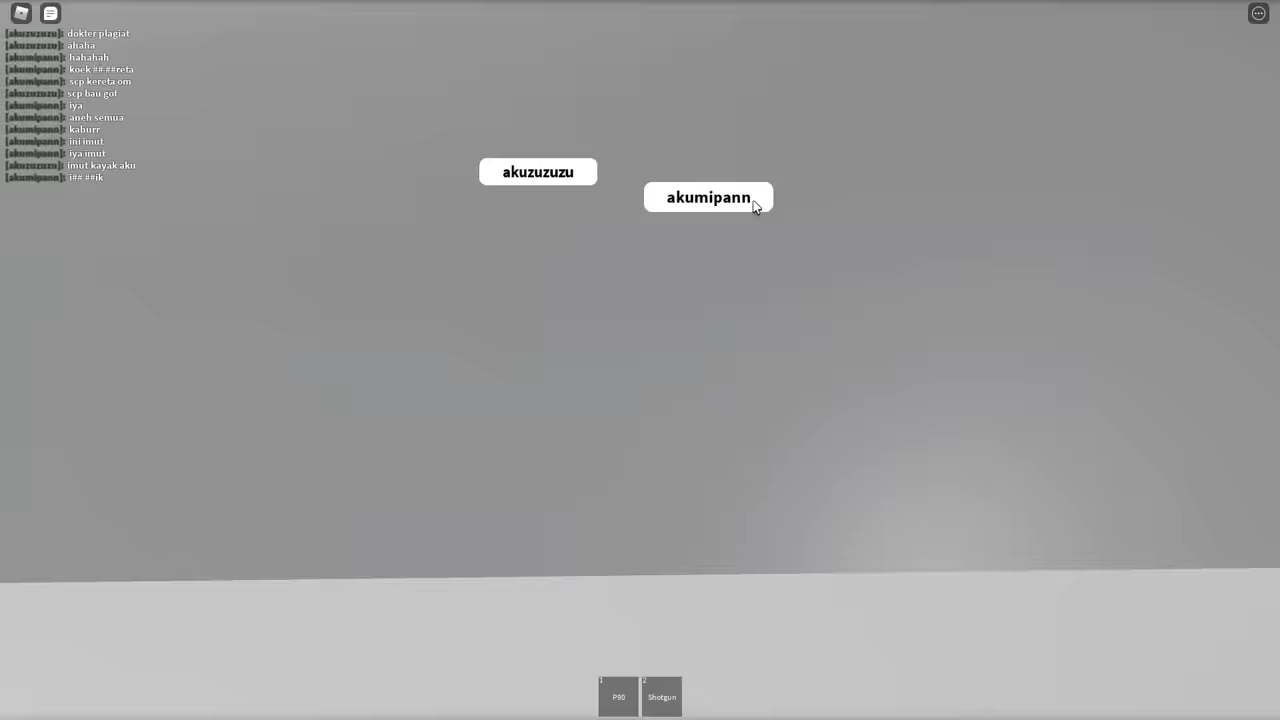 [akuzuzuzu]: dokter plagiat
[akuzuzuzu]: ahaha
[akumipann]: hahahah
[akumipann]: koek ## ##reta
[akumipann]: scp kereta om
[akuzuzuzu]: scp bau got
[akumipann]: iya
[akumipann]: aneh semua
[akumipann]: kaburr
[akumipann]: ini imut
[akumipann]: iya imut
[akuzuzuzu]: imut kayak aku
[akumipann]: i## ##ik
akuzuzuzu
akumipann
1 2
P90 Shotgun